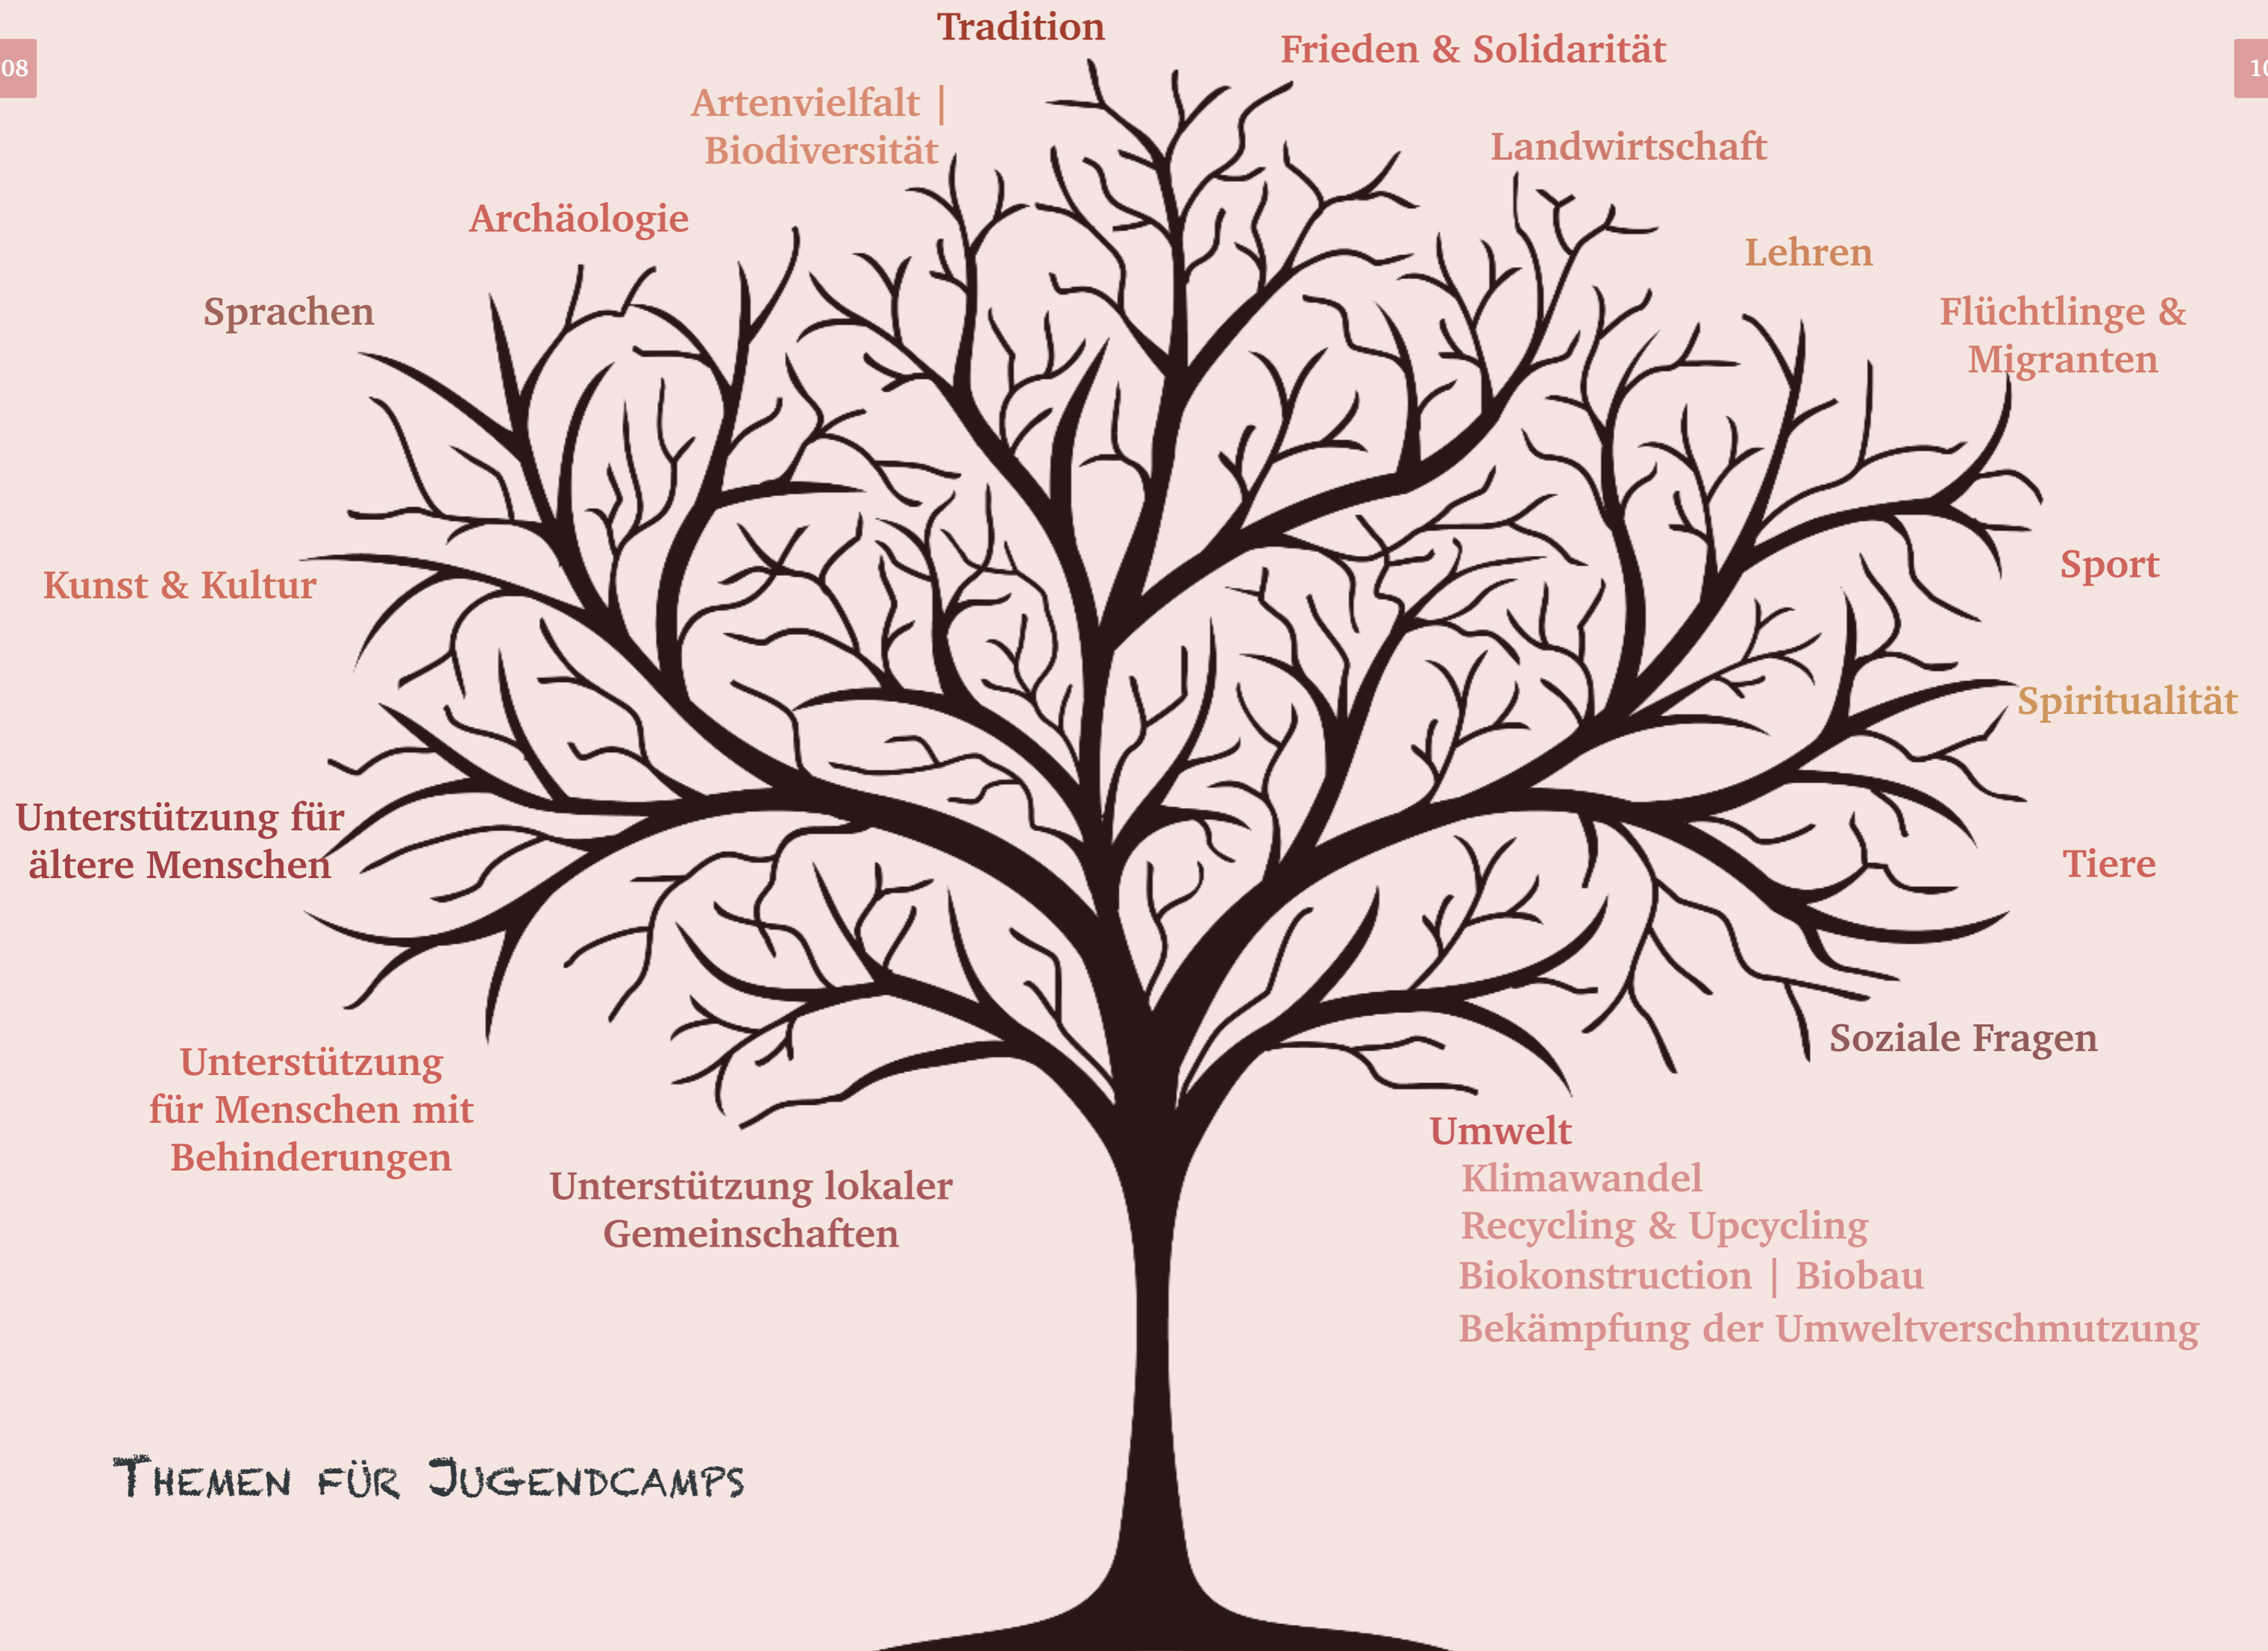 08
10
Tradition
Frieden & Solidarität
Artenvielfalt |
Biodiversität
Landwirtschaft
Archäologie
Lehren
Sprachen
Flüchtlinge &
Migranten
Kunst & Kultur
Sport
Spiritualität
Unterstützung für
ältere Menschen
Tiere
Soziale Fragen
Unterstützung
für Menschen mit
Behinderungen
Unterstützung lokaler
Gemeinschaften
Umwelt
Klimawandel
Recycling & Upcycling
Biokonstruction | Biobau
Bekämpfung der Umweltverschmutzung
Themen für Jugendcamps